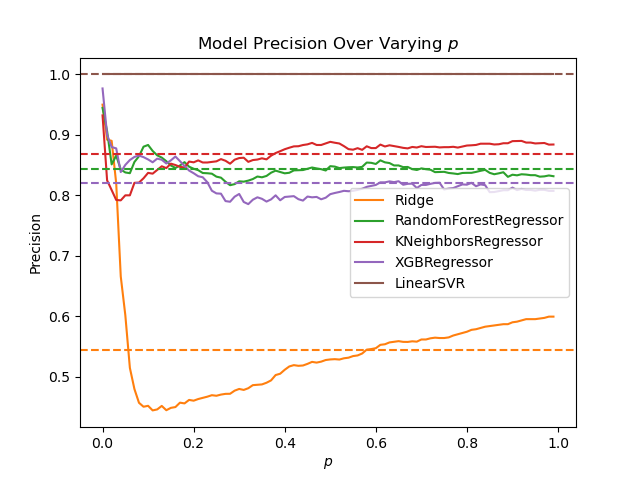 Model Precision Over Varying p
Precision
1.0
0.9
0.8
0.7
0.6
0.5
Ridge
RandomForestRegressor
KNeighborsRegressor
XGBRegressor
LinearSVR
0.0 0.2 0.4 0.6 0.8 1.0
p